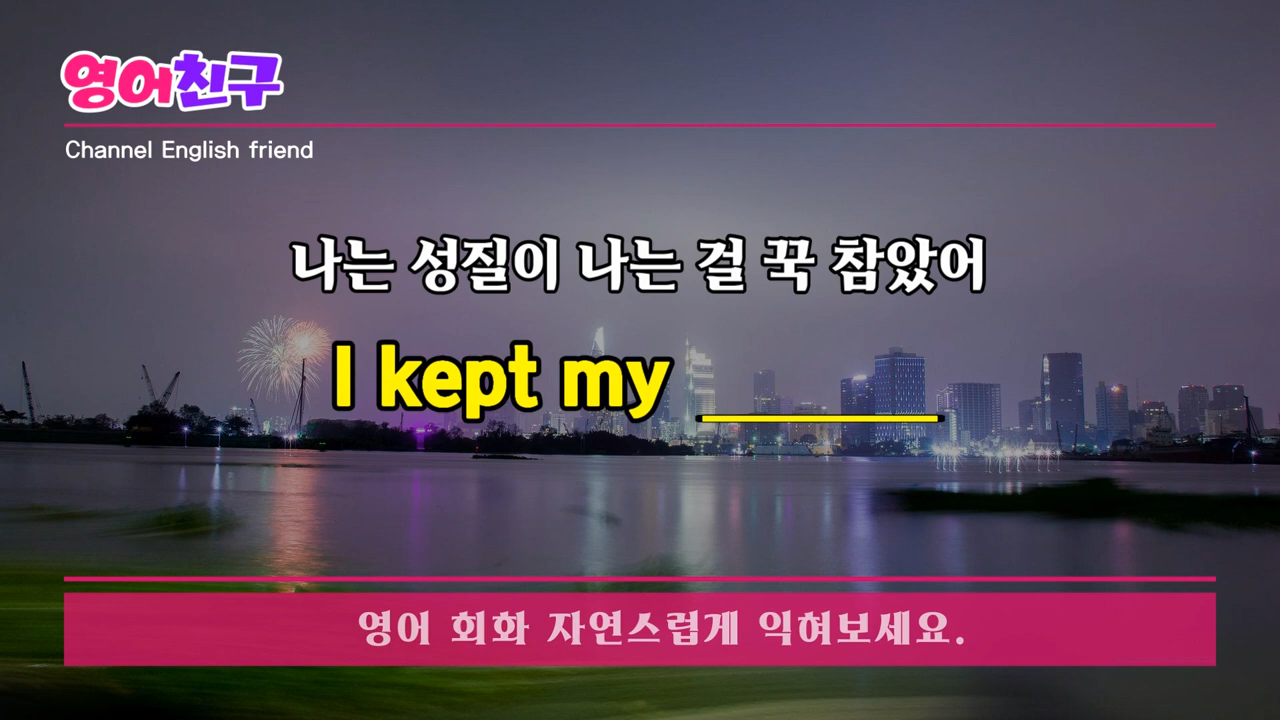 영어친구
Channel English friend
나는 성질이 나는 걸 꾹 참았어
I kept my ______
영어 회화 자연스럽게 익혀보세요.